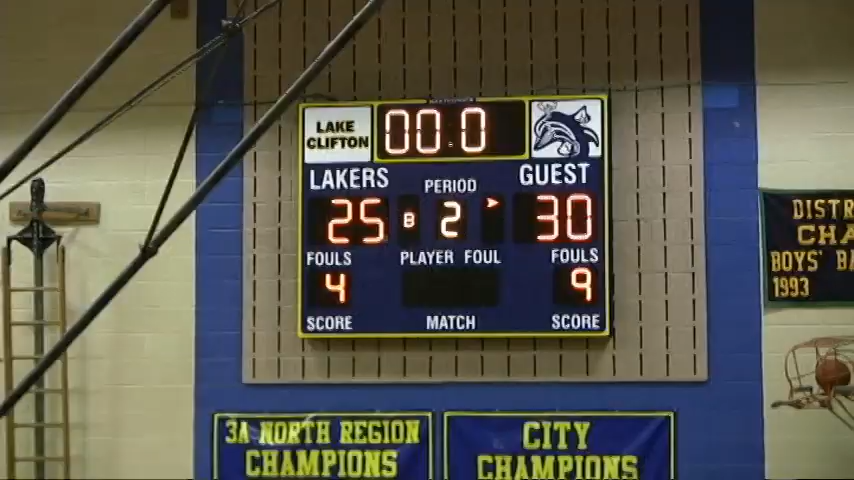 LAKE
CLIFTON
00.0
LAKERS
PERIOD
GUEST
25 B 2 30
FOULS
PLAYER FOUL
FOULS
4
9
SCORE
MATCH
SCORE
CHA
BOYS' BA
1993
3A NORTH REGION
CHAMPIONS
CITY
CHAMPIONS